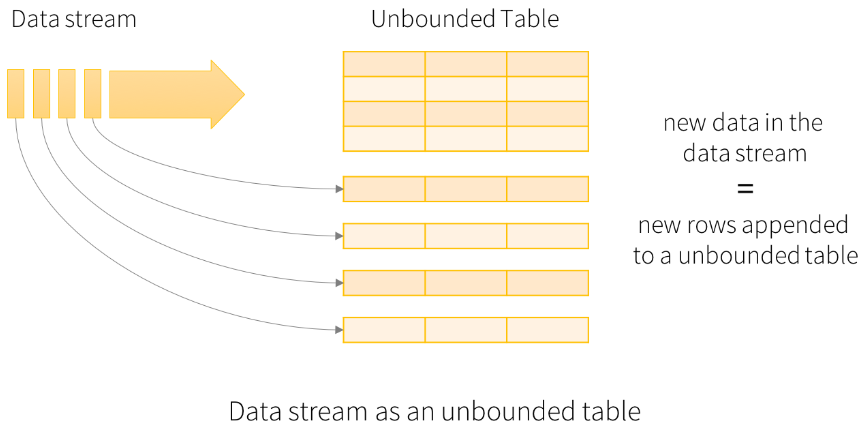 Data stream
Unbounded Table
new data in the
data stream
=
new rows appended
to a unbounded table
Data stream as an unbounded table